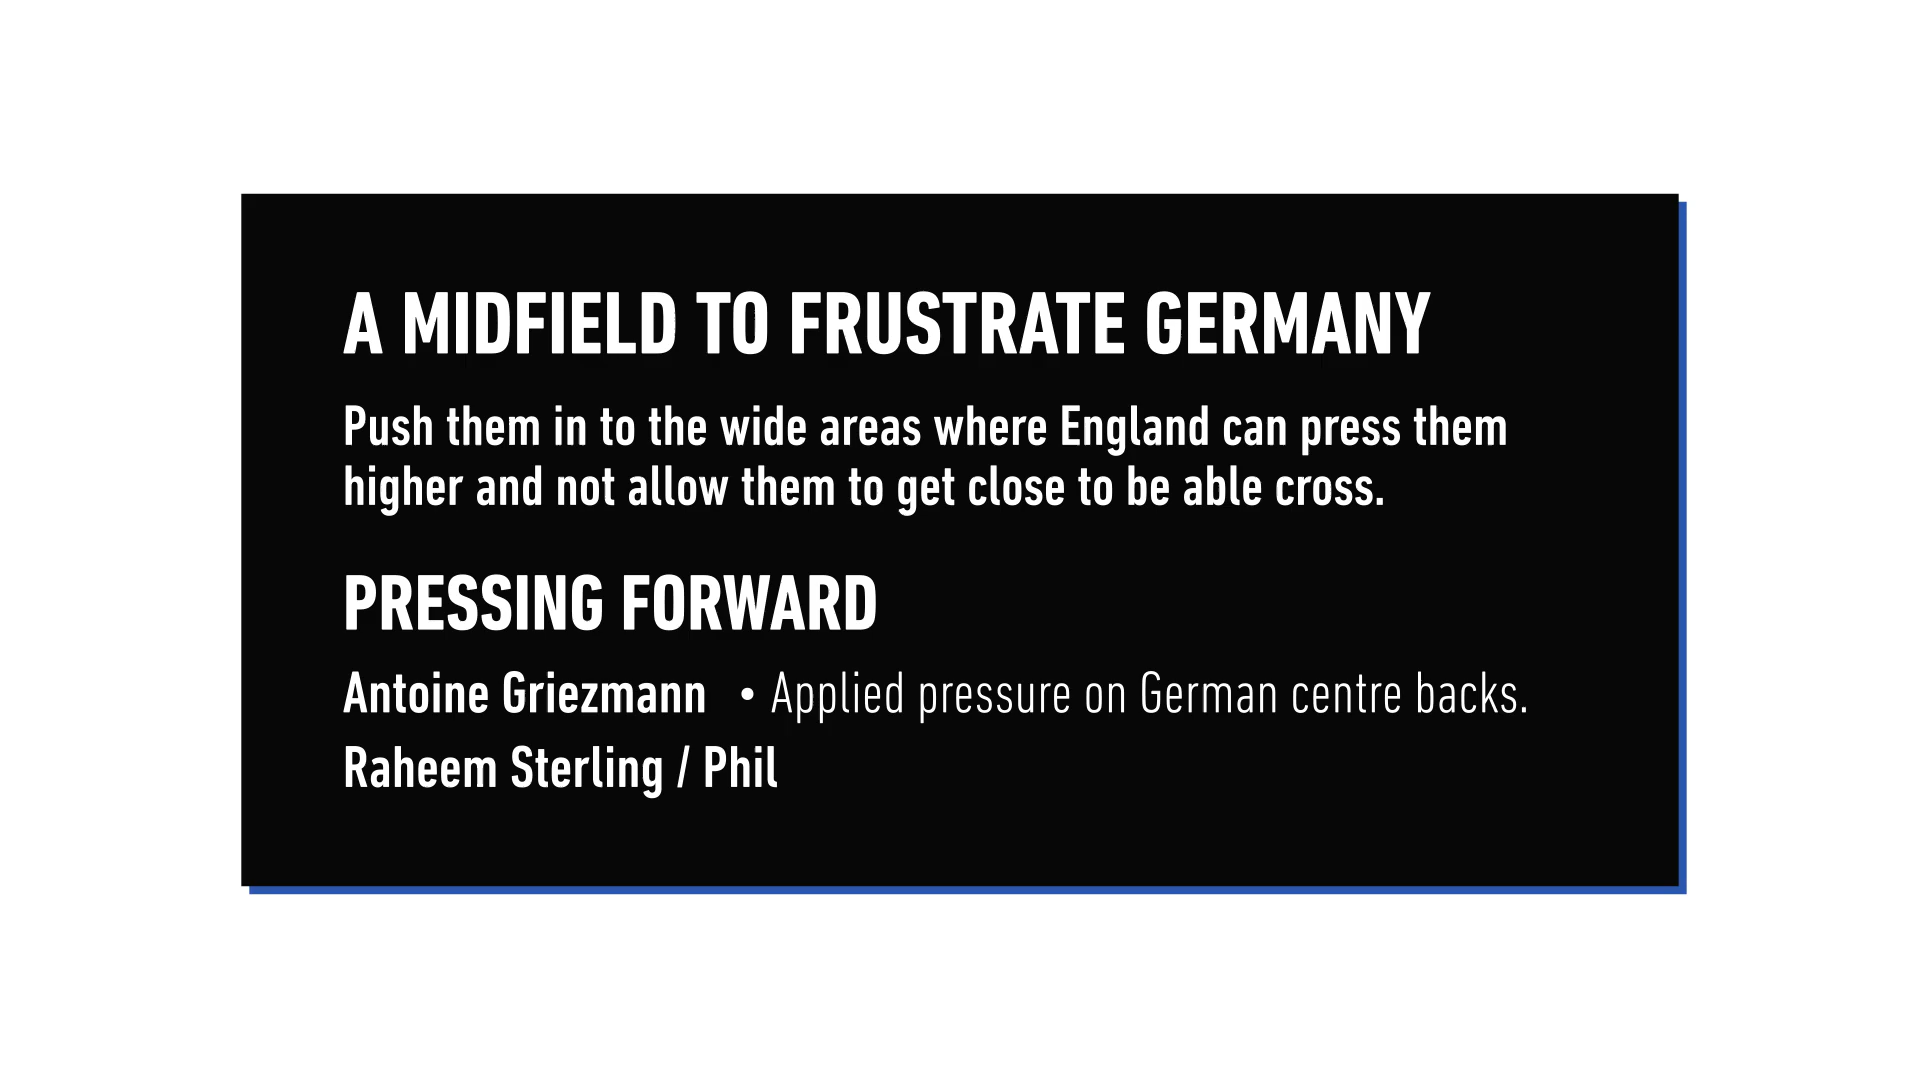 A MIDFIELD TO FRUSTRATE GERMANY
Push them in to the wide areas where England can press them
higher and not allow them to get close to be able cross.
PRESSING FORWARD
Antoine Griezmann • Applied pressure on German centre backs.
Raheem Sterling / Phil